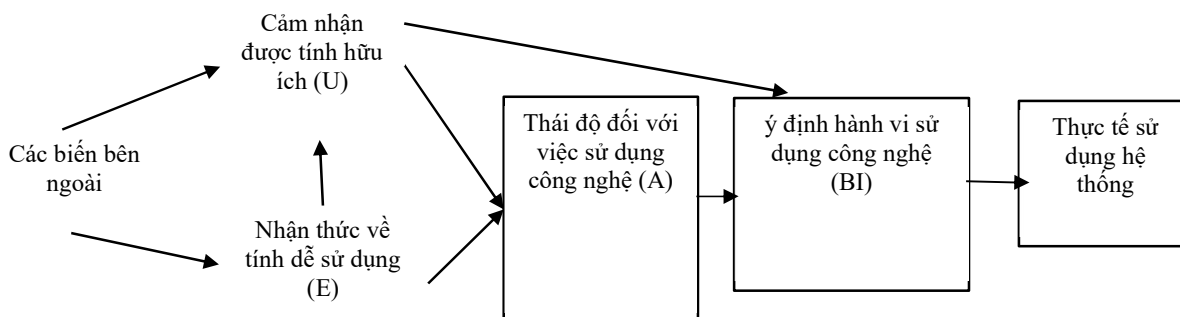 Cảm nhận
được tính hữu
ích (U)
Các biến bên
ngoài
Nhận thức về
tính dễ sử dụng
(E)
Thái độ đối với
việc sử dụng
công nghệ (A)
ý định hành vi sử
dụng công nghệ
(BI)
Thực tế sử
dụng hệ
thống